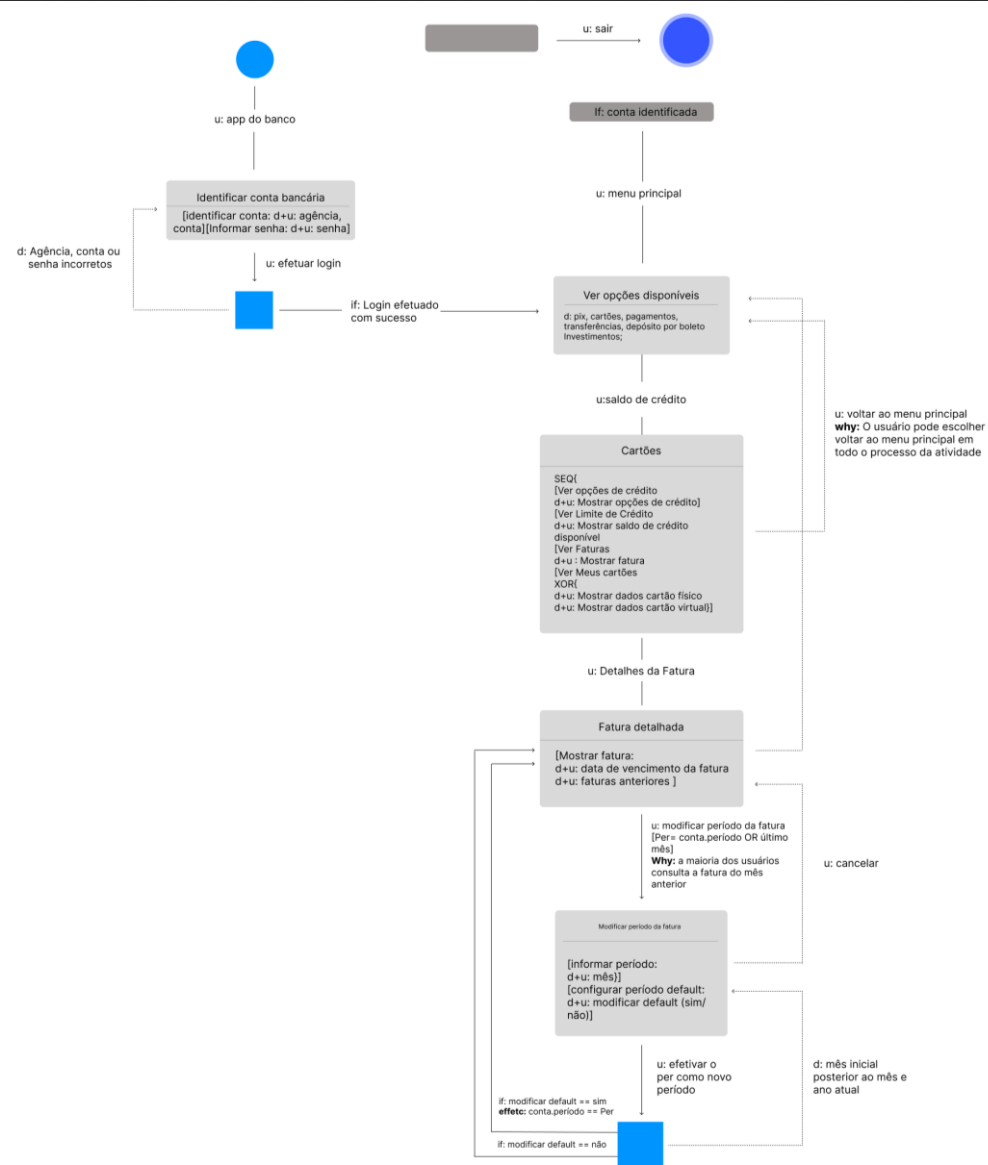 u: sair
u: app do banco
If: conta identificada
u: menu principal
Identificar conta bancária
[identificar conta: d+u: agência,
conta][Informar senha: d+u: senha]
d: Agência, conta ou
senha incorretos
u: efetuar login
if: Login efetuado
com sucesso
Ver opções disponíveis
d: pix, cartões, pagamentos,
transferências, depósito por boleto
Investimentos;
u:saldo de crédito
u: voltar ao menu principal
why: O usuário pode escolher
voltar ao menu principal em
todo o processo da atividade
Cartões
SEQ{
[Ver opções de crédito
d+u: Mostrar opções de crédito]
[Ver Limite de Crédito
d+u: Mostrar saldo de crédito
disponível
[Ver Faturas
d+u : Mostrar fatura
[Ver Meus cartões
XOR{
d+u: Mostrar dados cartão físico
d+u: Mostrar dados cartão virtual}]
u: Detalhes da Fatura
Fatura detalhada
[Mostrar fatura:
d+u: data de vencimento da fatura
d+u: faturas anteriores ]
u: modificar período da fatura
[Per= conta.período OR último
mês]
Why: a maioria dos usuários
consulta a fatura do mês
anterior
u: cancelar
Modificar período da fatura
[informar período:
d+u: mês}]
[configurar período default:
d+u: modificar default (sim/
não)]
u: efetivar o
per como novo
período
d: mês inicial
posterior ao mês e
ano atual
if: modificar default == sim
effetc: conta.período == Per
if: modificar default == não